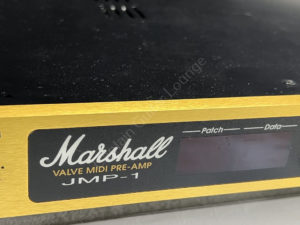 Patch
Data
Marshall
VALVE MIDI PRE-AMP
JMP-1